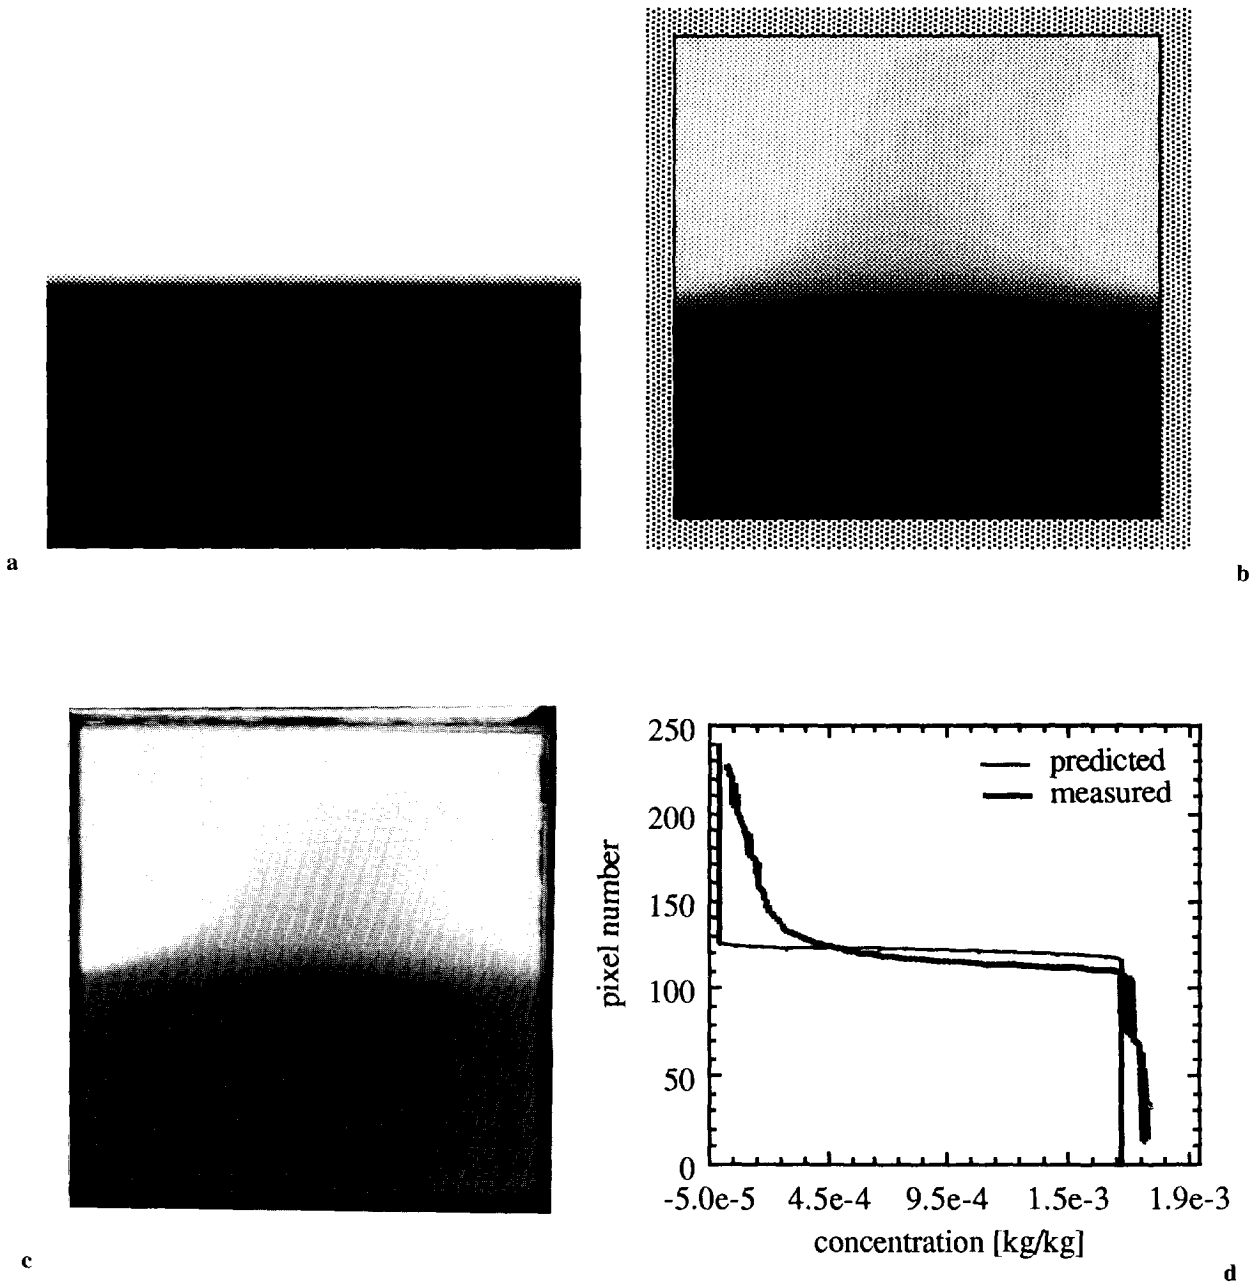 a
b
c
250
200
150
100
50
0
pixel number
predicted
measured
-5.0e-5
4.5e-4
9.5e-4
1.5e-3
1.9e-3
concentration [kg/kg]
d